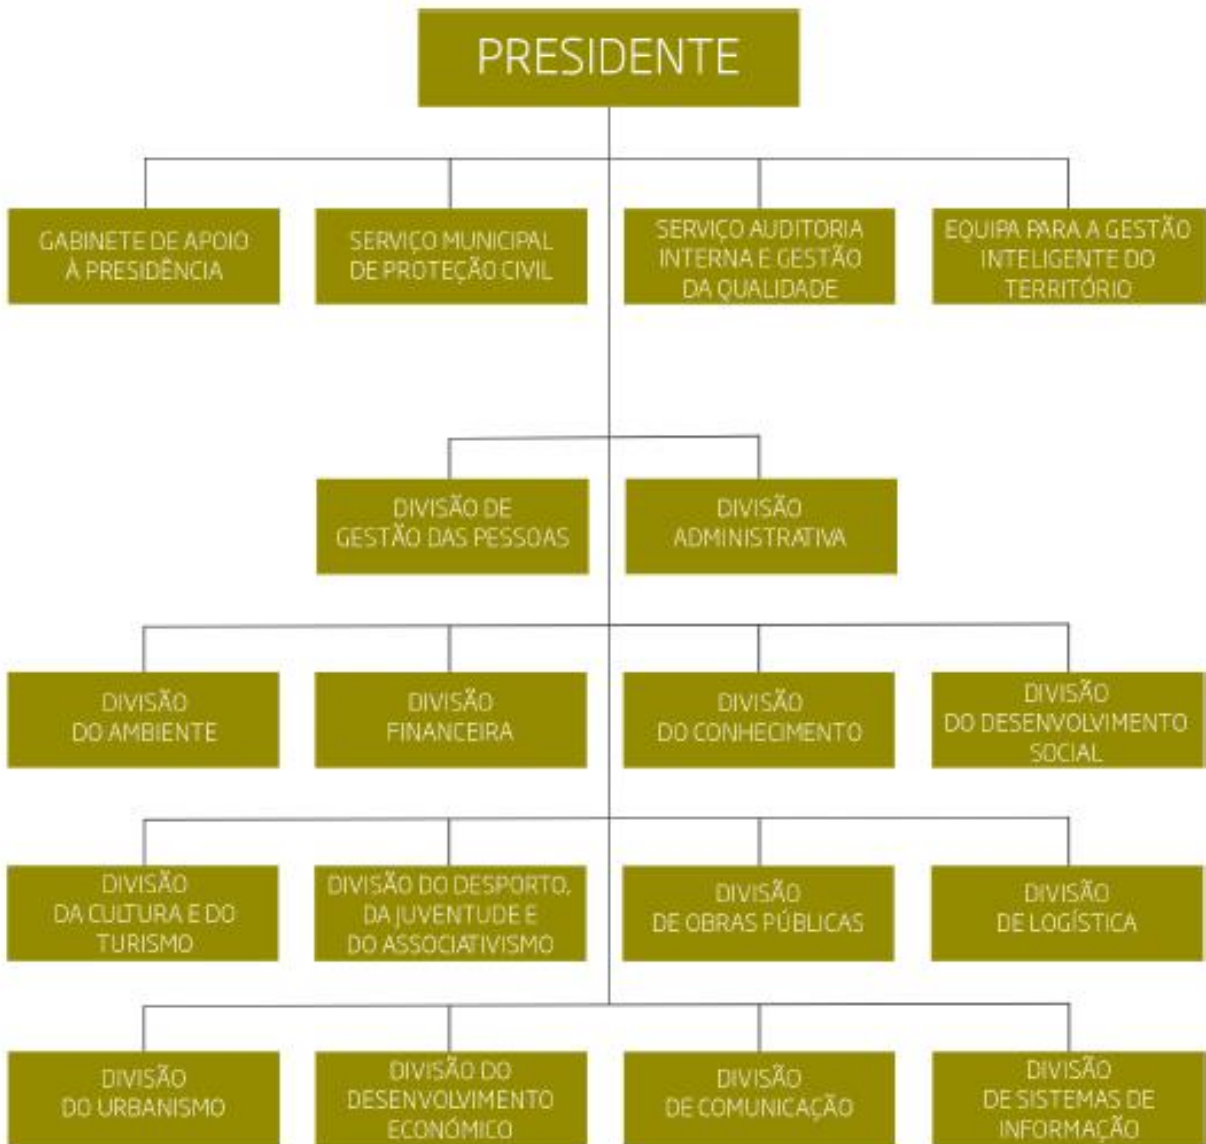 PRESIDENTE
GABINETE DE APOIO
À PRESIDÊNCIA
SERVIÇO MUNICIPAL
DE PROTEÇÃO CIVIL
SERVIÇO AUDITORIA
INTERNA E GESTÃO
DA QUALIDADE
EQUIPA PARA A GESTÃO
INTELIGENTE DO
TERRITÓRIO
DIVISÃO DE
GESTÃO DAS PESSOAS
DIVISÃO
ADMINISTRATIVA
DIVISÃO
DO AMBIENTE
DIVISÃO
FINANCEIRA
DIVISÃO
DO CONHECIMENTO
DIVISÃO
DO DESENVOLVIMENTO
SOCIAL
DIVISÃO
DA CULTURA E DO
TURISMO
DIVISÃO DO DESPORTO,
DA JUVENTUDE E
DO ASSOCIATIVISMO
DIVISÃO
DE OBRAS PÚBLICAS
DIVISÃO
DE LOGÍSTICA
DIVISÃO
DO URBANISMO
DIVISÃO DO
DESENVOLVIMENTO
ECONÓMICO
DIVISÃO
DE COMUNICAÇÃO
DIVISÃO
DE SISTEMAS DE
INFORMAÇÃO